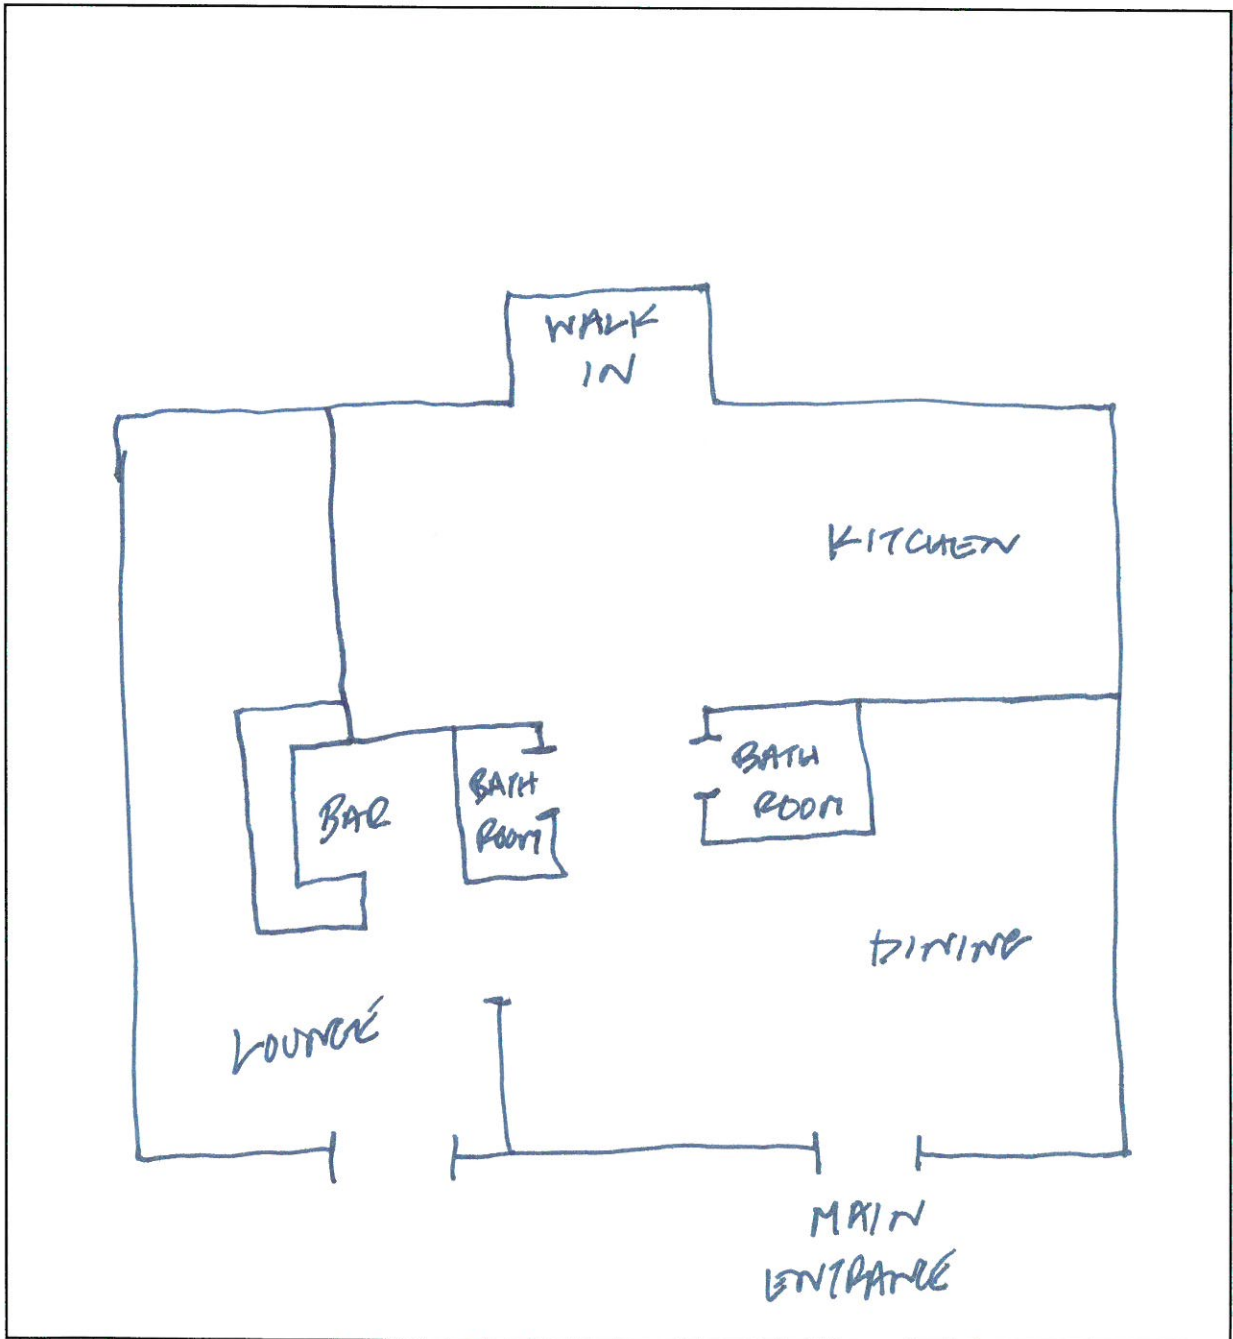 WALK
IN
KITCHEN
BATH
ROOM
BATH
ROOM
BAR
DINING
LOUNGE
MAIN
ENTRANCE